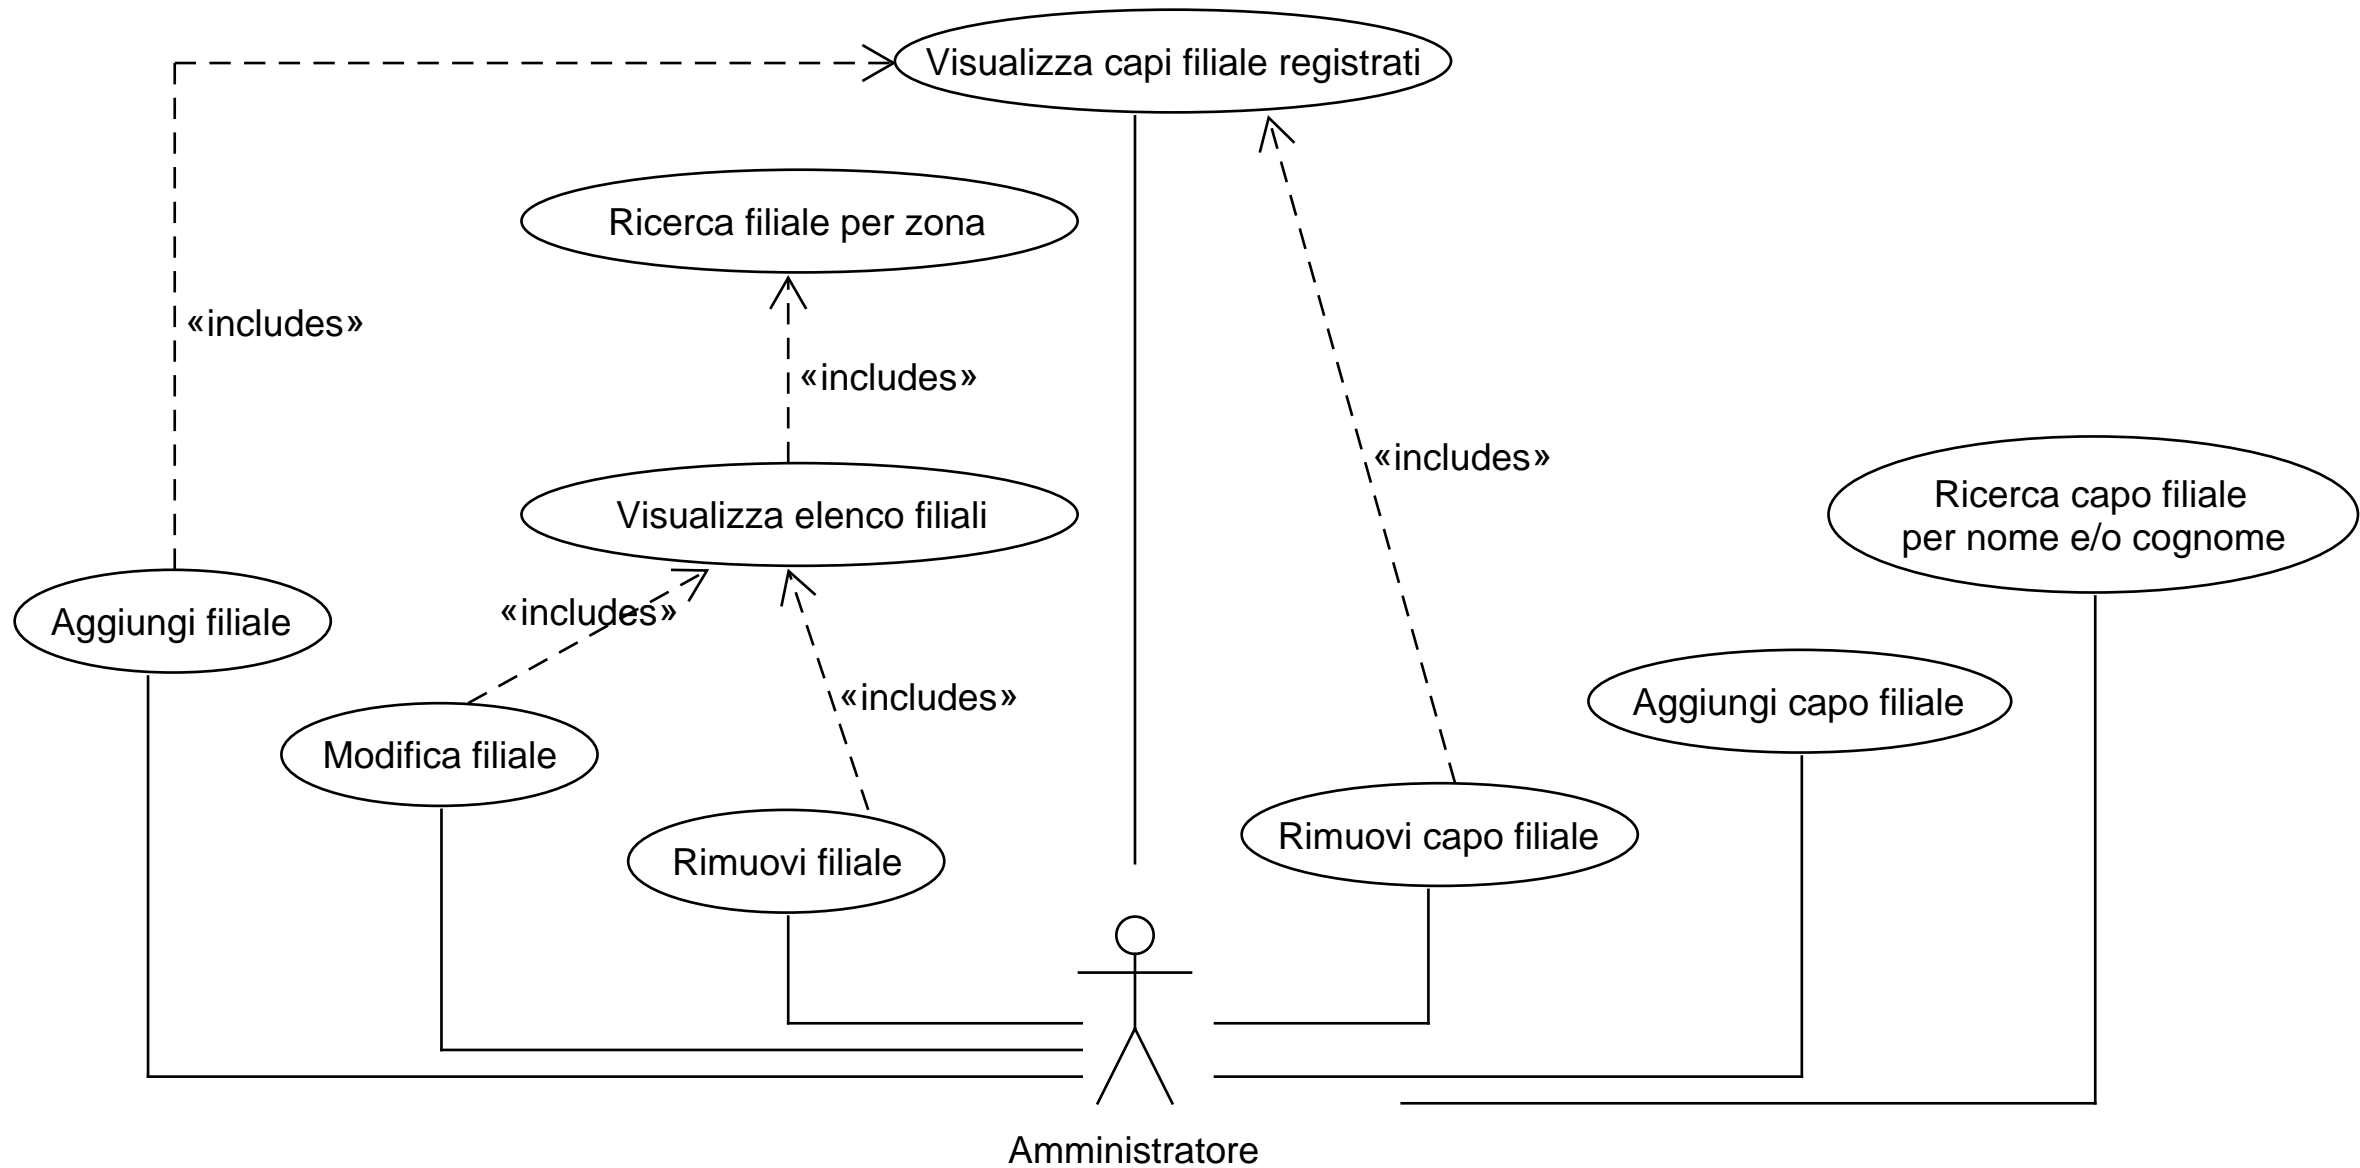 Visualizza capi filiale registrati
Ricerca filiale per zona
«includes»
«includes»
«includes»
Ricerca capo filiale
per nome e/o cognome
Visualizza elenco filiali
«includes»
Aggiungi filiale
«includes»
Aggiungi capo filiale
Modifica filiale
Rimuovi capo filiale
Rimuovi filiale
Amministratore